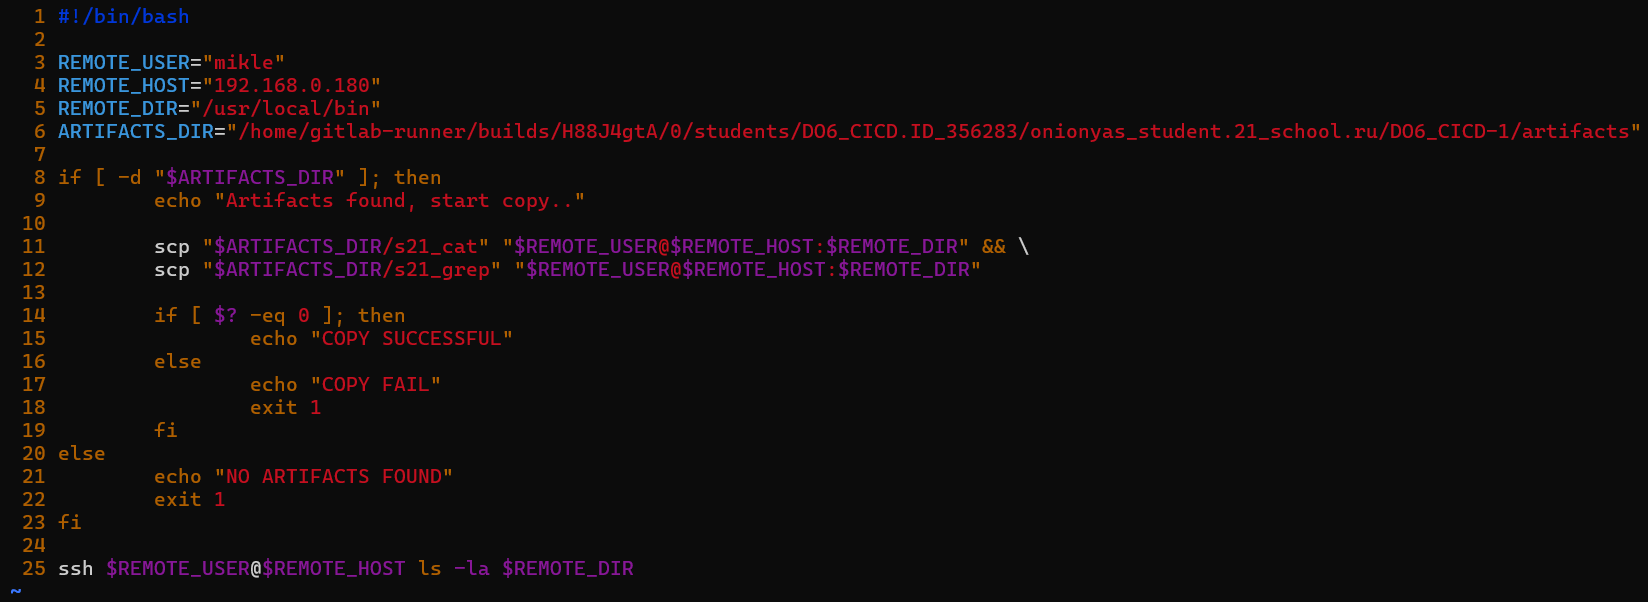 1 #!/bin/bash
2
3 REMOTE_USER="mikle"
4 REMOTE_HOST="192.168.0.180"
5 REMOTE_DIR="/usr/local/bin"
6 ARTIFACTS_DIR="/home/gitlab-runner/builds/H88J4gtA/0/students/DO6_CICD.ID_356283/onionyas_student.21_school.ru/DO6_CICD-1/artifacts"
7
8 if [ -d "$ARTIFACTS_DIR" ]; then
9         echo "Artifacts found, start copy.."
10
11         scp "$ARTIFACTS_DIR/s21_cat" "$REMOTE_USER@$REMOTE_HOST:$REMOTE_DIR" && \
12         scp "$ARTIFACTS_DIR/s21_grep" "$REMOTE_USER@$REMOTE_HOST:$REMOTE_DIR"
13
14         if [ $? -eq 0 ]; then
15                 echo "COPY SUCCESSFUL"
16         else
17                 echo "COPY FAIL"
18                 exit 1
19         fi
20 else
21         echo "NO ARTIFACTS FOUND"
22         exit 1
23 fi
24
25 ssh $REMOTE_USER@$REMOTE_HOST ls -la $REMOTE_DIR
~